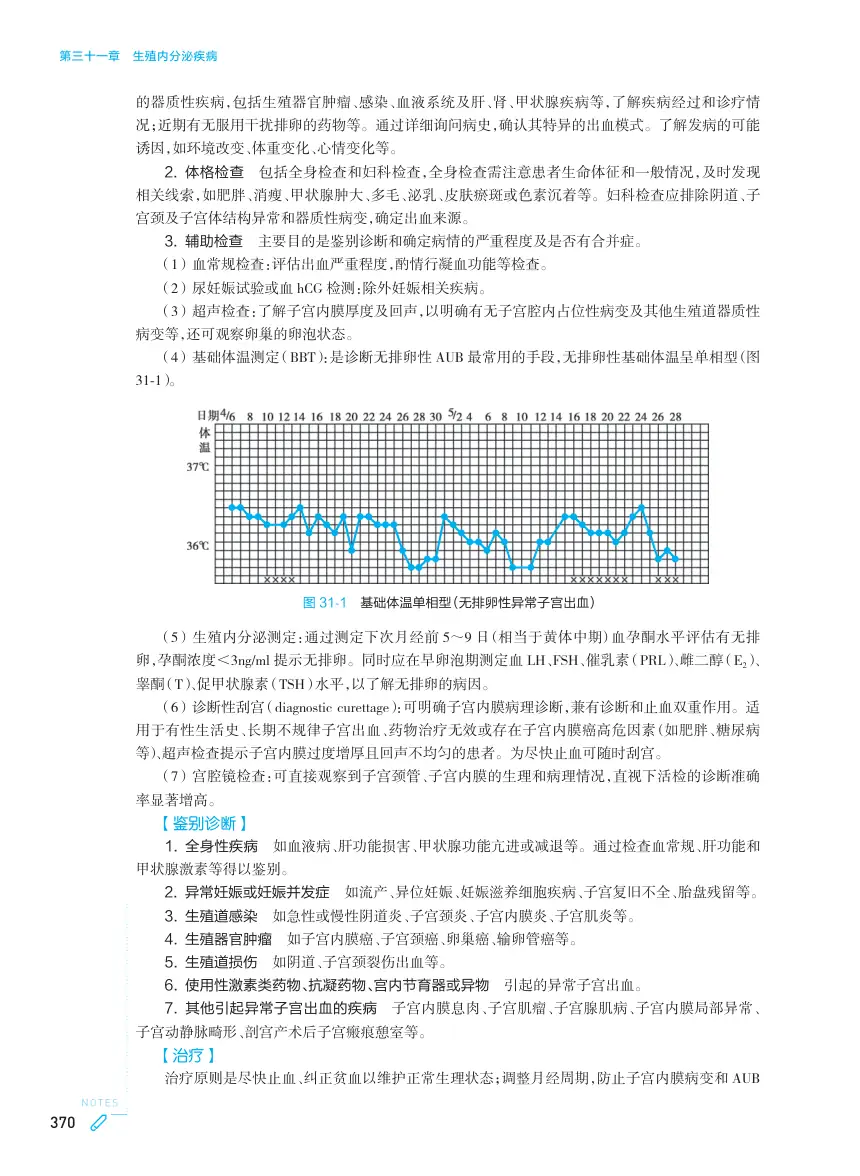 第三十一章 生殖内分泌疾病
的器质性疾病,包括生殖器官肿瘤、感染、血液系统及肝、肾、甲状腺疾病等,了解疾病经过和诊疗情
况;近期有无服用干扰排卵的药物等。通过详细询问病史,确认其特异的出血模式。了解发病的可能
诱因,如环境改变、体重变化、心情变化等。
2. 体格检查 包括全身检查和妇科检查,全身检查需注意患者生命体征和一般情况,及时发现
相关线索,如肥胖、消瘦、甲状腺肿大、多毛、泌乳、皮肤瘀斑或色素沉着等。妇科检查应排除阴道、子
宫颈及子宫体结构异常和器质性病变,确定出血来源。
3. 辅助检查 主要目的是鉴别诊断和确定病情的严重程度及是否有合并症。
(1)血常规检查:评估出血严重程度,酌情行凝血功能等检查。
(2)尿妊娠试验或血 hCG 检测:除外妊娠相关疾病。
(3)超声检查:了解子宫内膜厚度及回声,以明确有无子宫腔内占位性病变及其他生殖道器质性
病变等,还可观察卵巢的卵泡状态。
(4)基础体温测定(BBT):是诊断无排卵性 AUB 最常用的手段,无排卵性基础体温呈单相型(图
31-1)。
日期4/6 8 10 12 14 16 18 20 22 24 26 28 30 5/2 4 6 8 10 12 14 16 18 20 22 24 26 28
体
温
37℃
36℃
×××× ××××××× ×××
图 31-1 基础体温单相型(无排卵性异常子宫出血)
(5)生殖内分泌测定:通过测定下次月经前 5~9 日(相当于黄体中期)血孕酮水平评估有无排
卵,孕酮浓度<3ng/ml 提示无排卵。同时应在早卵泡期测定血 LH、FSH、催乳素(PRL)、雌二醇(E₂)、
睾酮(T)、促甲状腺素(TSH)水平,以了解无排卵的病因。
(6)诊断性刮宫(diagnostic curettage):可明确子宫内膜病理诊断,兼有诊断和止血双重作用。适
用于有性生活史、长期不规律子宫出血、药物治疗无效或存在子宫内膜癌高危因素(如肥胖、糖尿病
等)、超声检查提示子宫内膜过度增厚且回声不均匀的患者。为尽快止血可随时刮宫。
(7)宫腔镜检查:可直接观察到子宫颈管、子宫内膜的生理和病理情况,直视下活检的诊断准确
率显著增高。
【鉴别诊断】
1. 全身性疾病 如血液病、肝功能损害、甲状腺功能亢进或减退等。通过检查血常规、肝功能和
甲状腺激素等得以鉴别。
2. 异常妊娠或妊娠并发症 如流产、异位妊娠、妊娠滋养细胞疾病、子宫复旧不全、胎盘残留等。
3. 生殖道感染 如急性或慢性阴道炎、子宫颈炎、子宫内膜炎、子宫肌炎等。
4. 生殖器官肿瘤 如子宫内膜癌、子宫颈癌、卵巢癌、输卵管癌等。
5. 生殖道损伤 如阴道、子宫颈裂伤出血等。
6. 使用性激素类药物、抗凝药物、宫内节育器或异物 引起的异常子宫出血。
7. 其他引起异常子宫出血的疾病 子宫内膜息肉、子宫肌瘤、子宫腺肌病、子宫内膜局部异常、
子宫动静脉畸形、剖宫产术后子宫瘢痕憩室等。
【治疗】
治疗原则是尽快止血、纠正贫血以维护正常生理状态;调整月经周期,防止子宫内膜病变和 AUB
NOTES
370